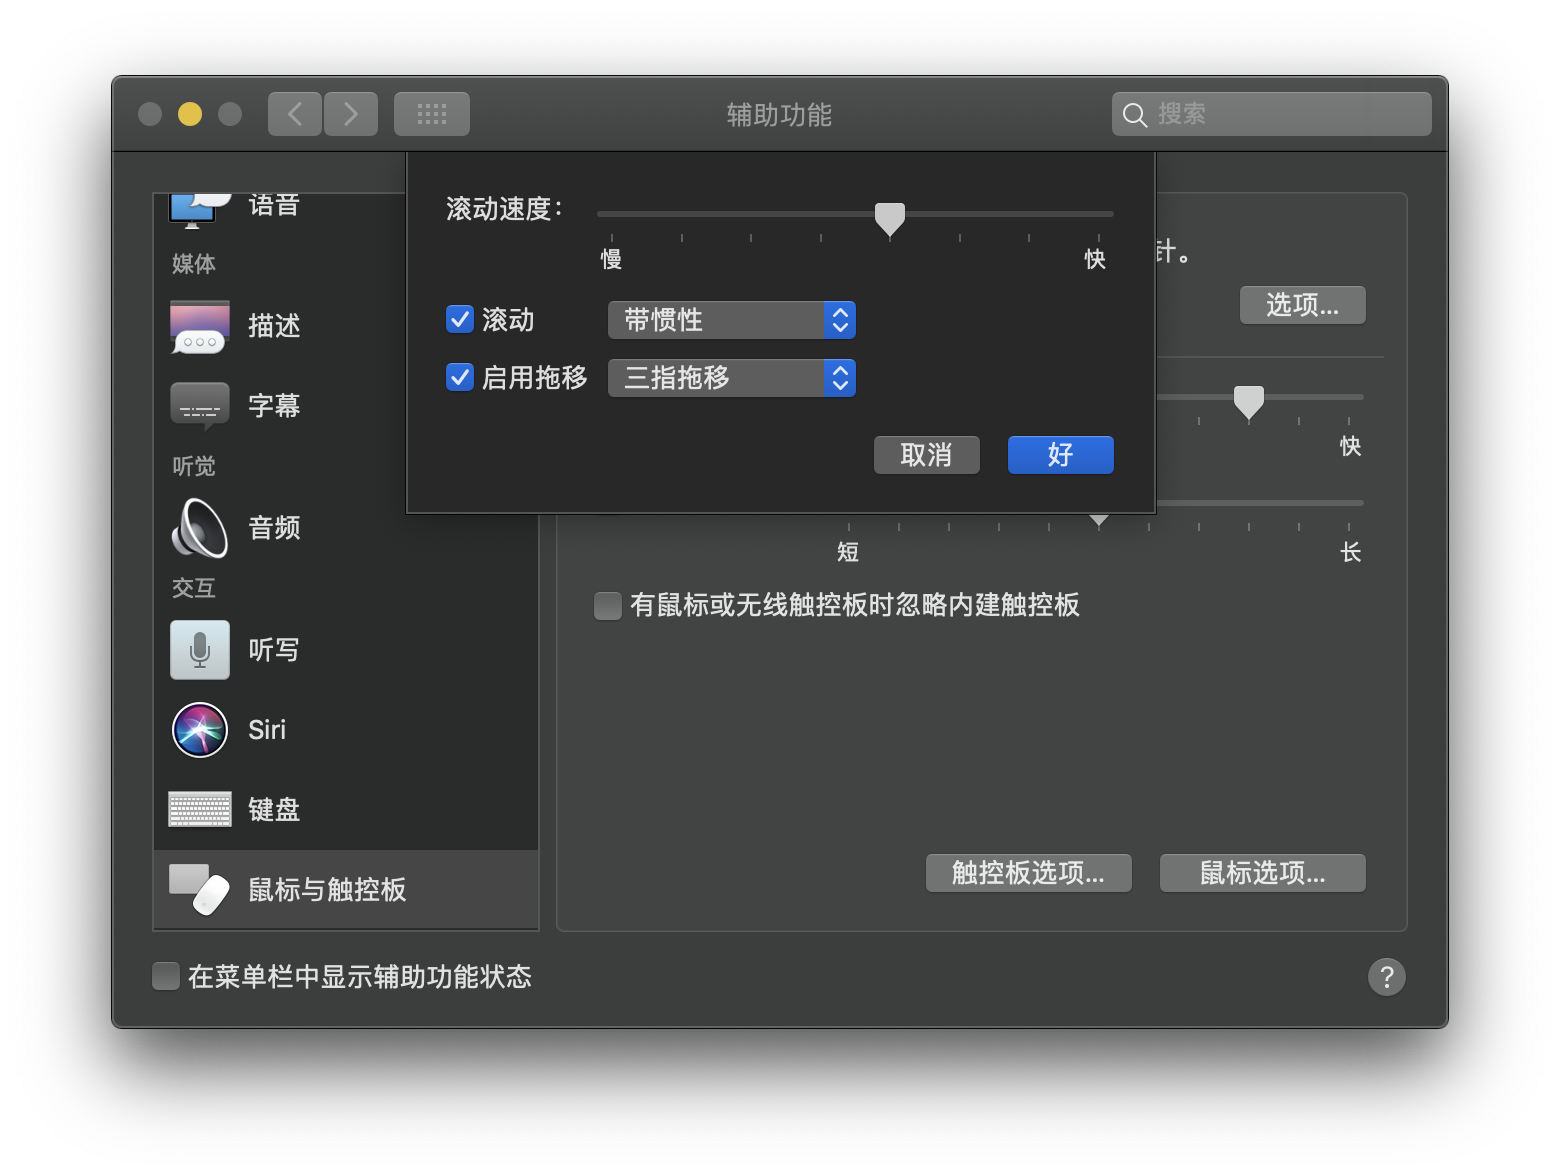 辅助功能
搜索
语音
媒体
描述
字幕
听觉
音频
交互
听写
Siri
键盘
鼠标与触控板
滚动速度：
慢
快
滚动
带惯性
启用拖移
三指拖移
取消
好
针。
选项...
快
短
长
有鼠标或无线触控板时忽略内建触控板
触控板选项...
鼠标选项...
在菜单栏中显示辅助功能状态
?